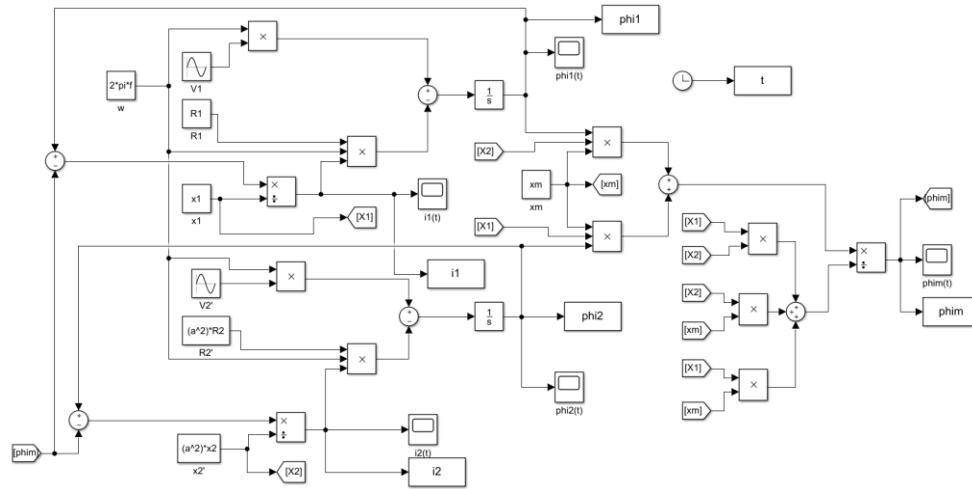 phi1
phi1(t)
t
V1
2*pi*f
w
R1
R1
1
s
[X2]
xm
xm
[xm]
x1
x1
[X1]
i1(t)
[X1]
[phim]
[X1]
[X2]
phim(t)
i1
V2'
phi2
[X2]
[xm]
phim
(a^2)*R2
R2'
1
s
[X1]
[xm]
phi2(t)
[phim]
(a^2)*x2
x2'
[X2]
i2(t)
i2